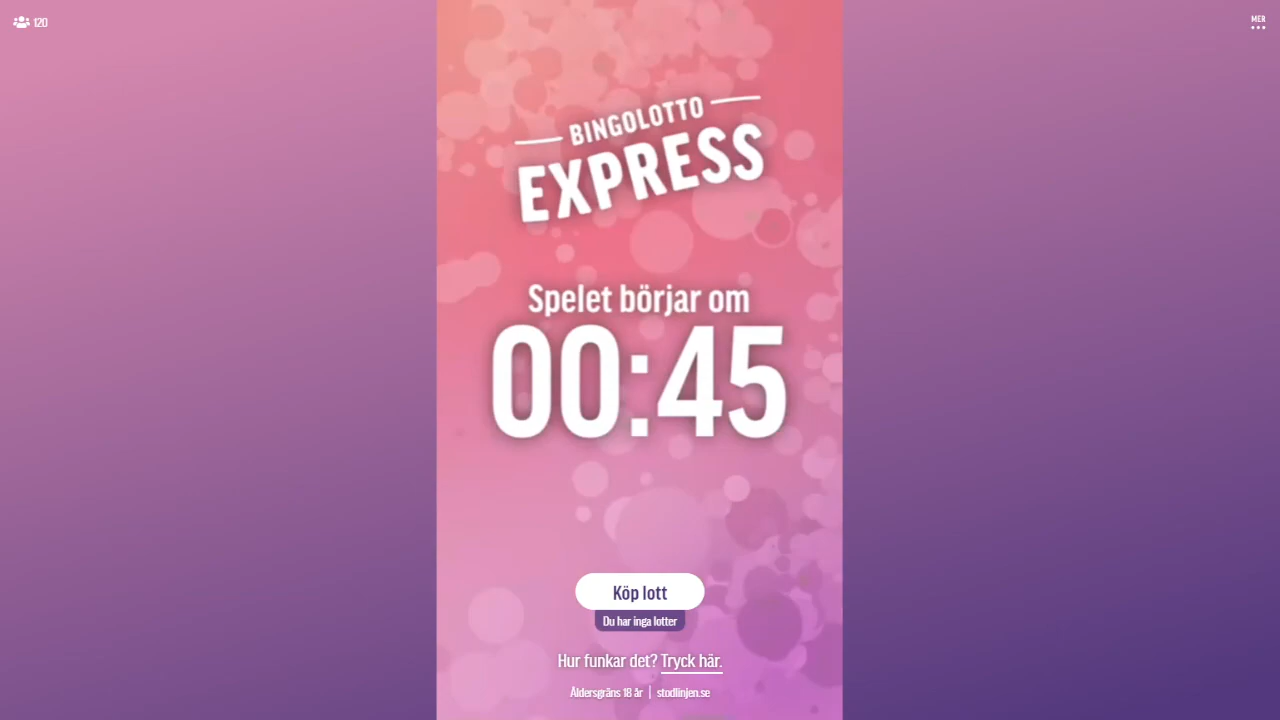 120
MER
BINGOLOTTO
EXPRESS
Spelet börjar om
00:45
Köp lott
Du har inga lotter
Hur funkar det? Tryck här.
Åldersgräns 18 år | stodlinjen.se